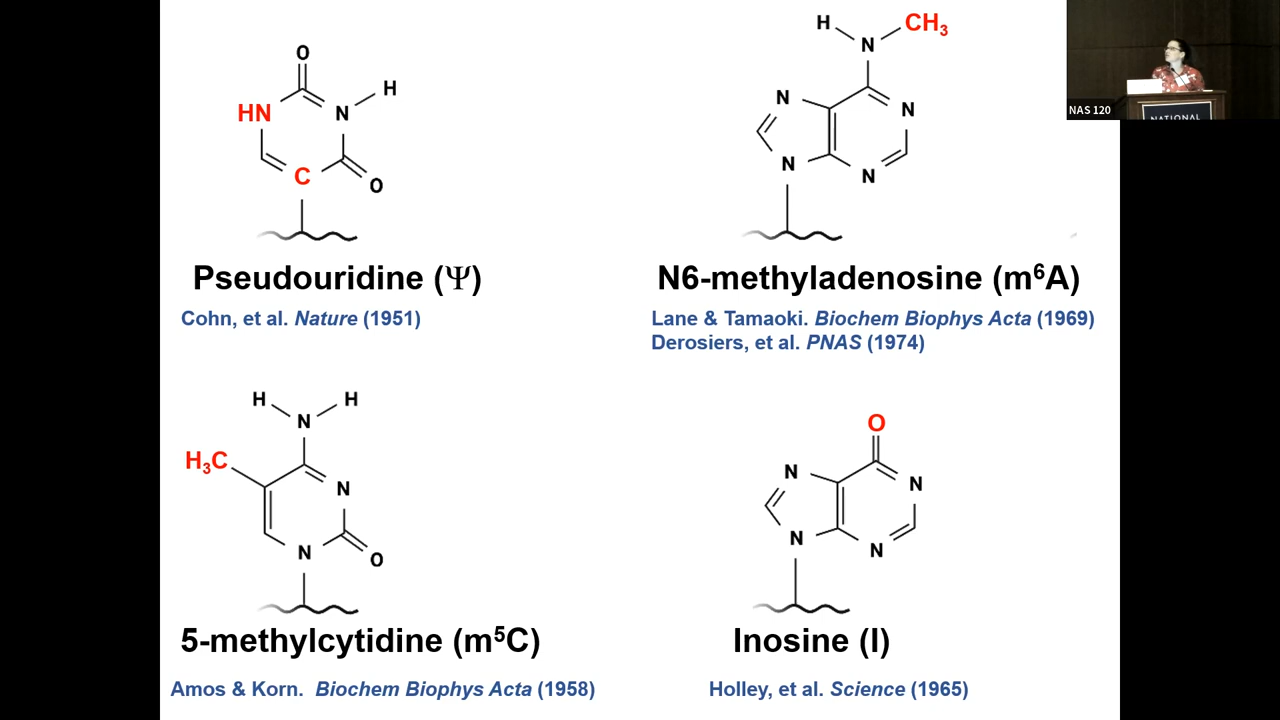 O
HN
N
H
C
O
Pseudouridine (Ψ)
Cohn, et al. Nature (1951)
H
CH₃
N
N
N
N
N
N6-methyladenosine (m⁶A)
Lane & Tamaoki. Biochem Biophys Acta (1969)
Derosiers, et al. PNAS (1974)
H
H
N
H₃C
N
N
O
5-methylcytidine (m⁵C)
Amos & Korn. Biochem Biophys Acta (1958)
O
N
N
N
N
Inosine (I)
Holley, et al. Science (1965)
NAS 120
NATIONAL